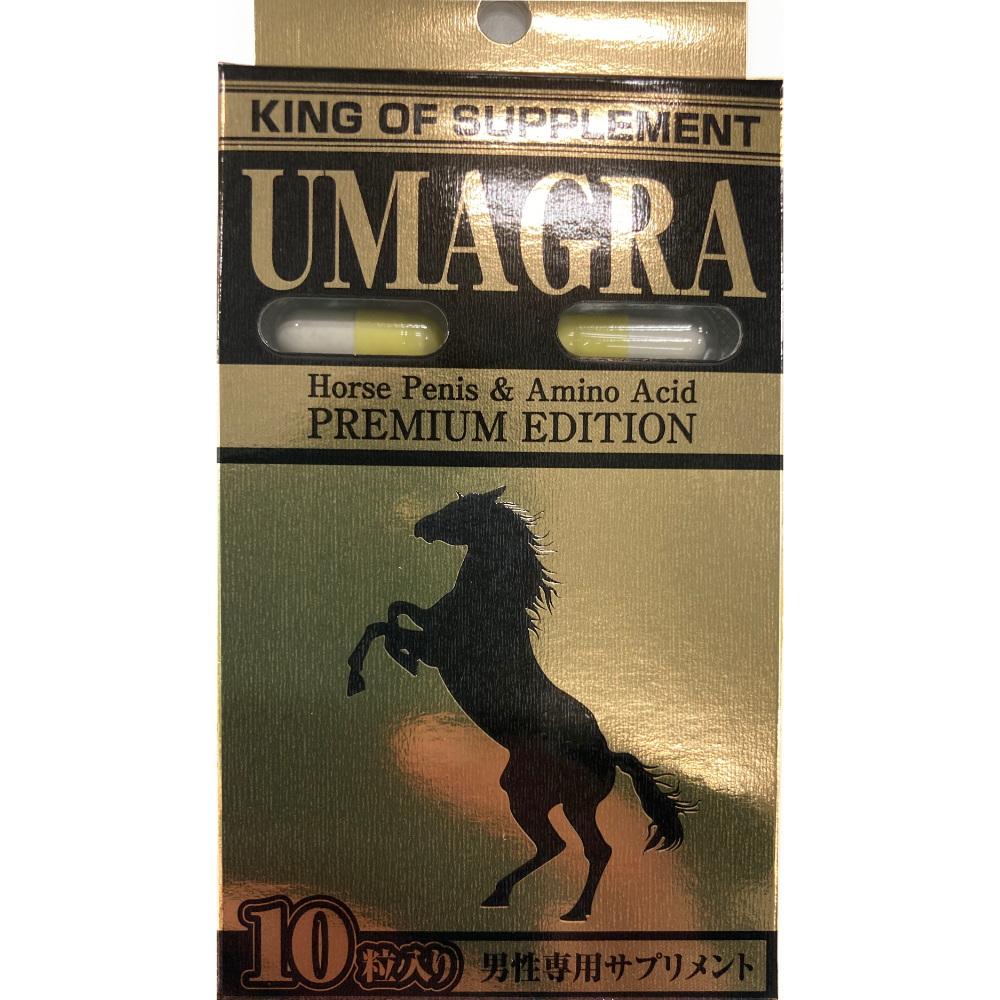 KING OF SUPPLEMENT
UMAGRA
Horse Penis & Amino Acid
PREMIUM EDITION
10粒入り 男性専用サプリメント